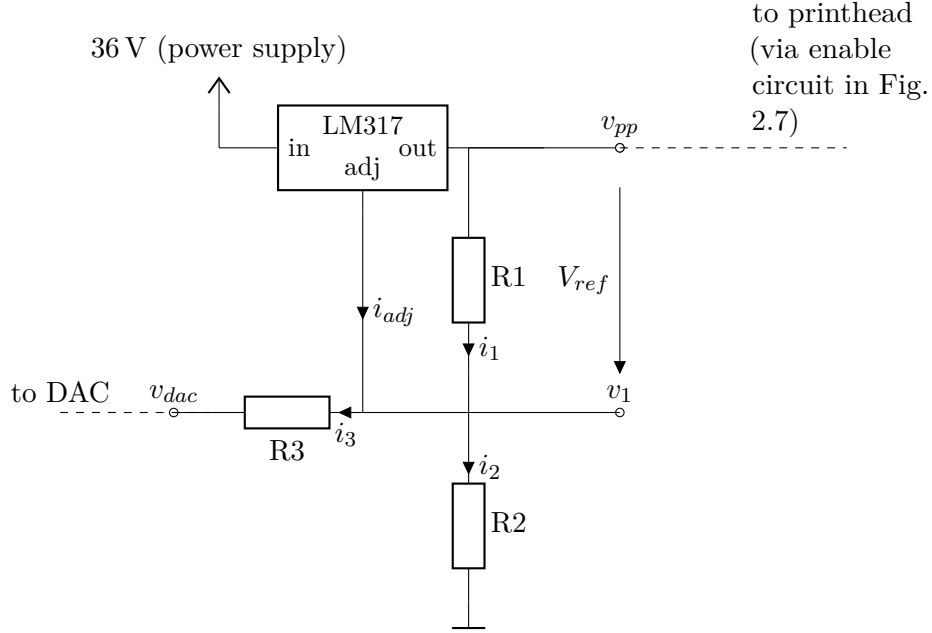 to printhead
(via enable
circuit in Fig.
2.7)
36 V (power supply)
LM317
in
out
adj
v_pp
R1
V_ref
i_adj
i_1
to DAC
v_dac
v_1
i_3
R3
i_2
R2